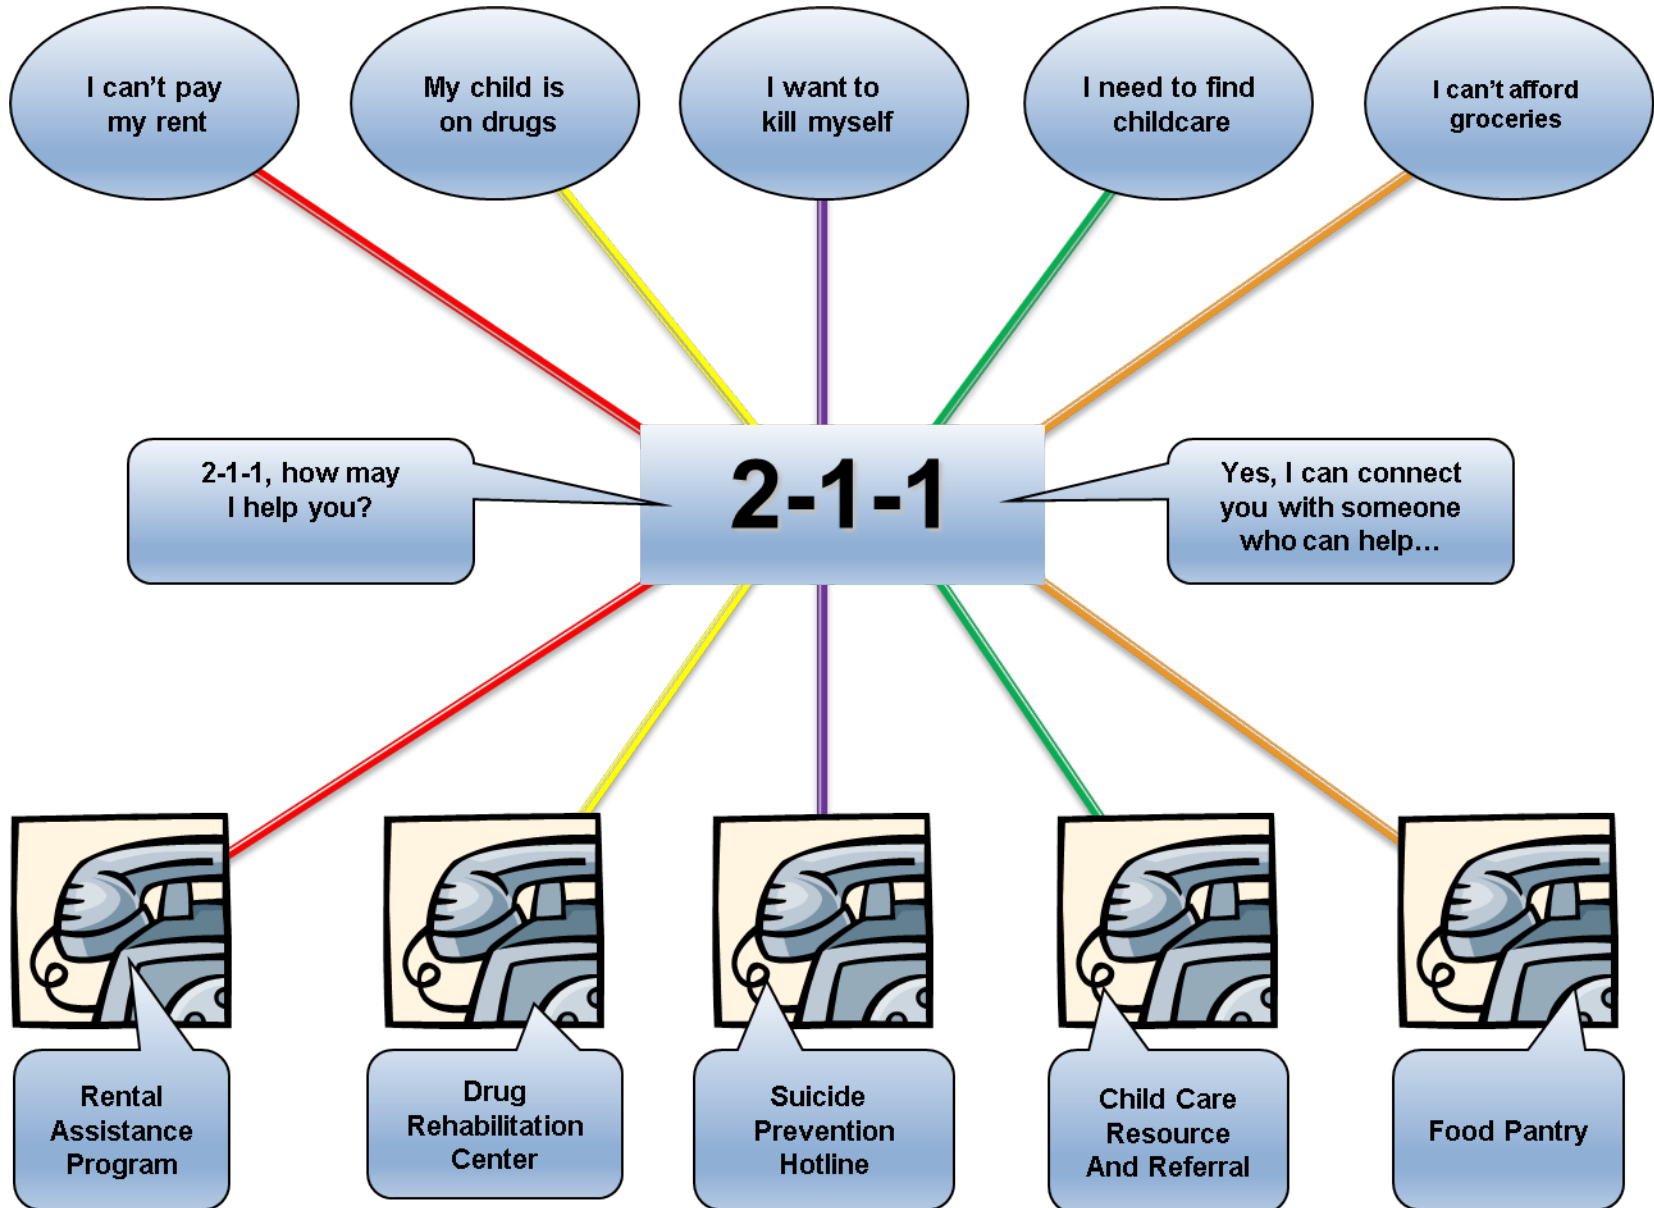 I can't pay
my rent
My child is
on drugs
I want to
kill myself
I need to find
childcare
I can't afford
groceries
2-1-1, how may
I help you?
2-1-1
Yes, I can connect
you with someone
who can help...
Rental
Assistance
Program
Drug
Rehabilitation
Center
Suicide
Prevention
Hotline
Child Care
Resource
And Referral
Food Pantry